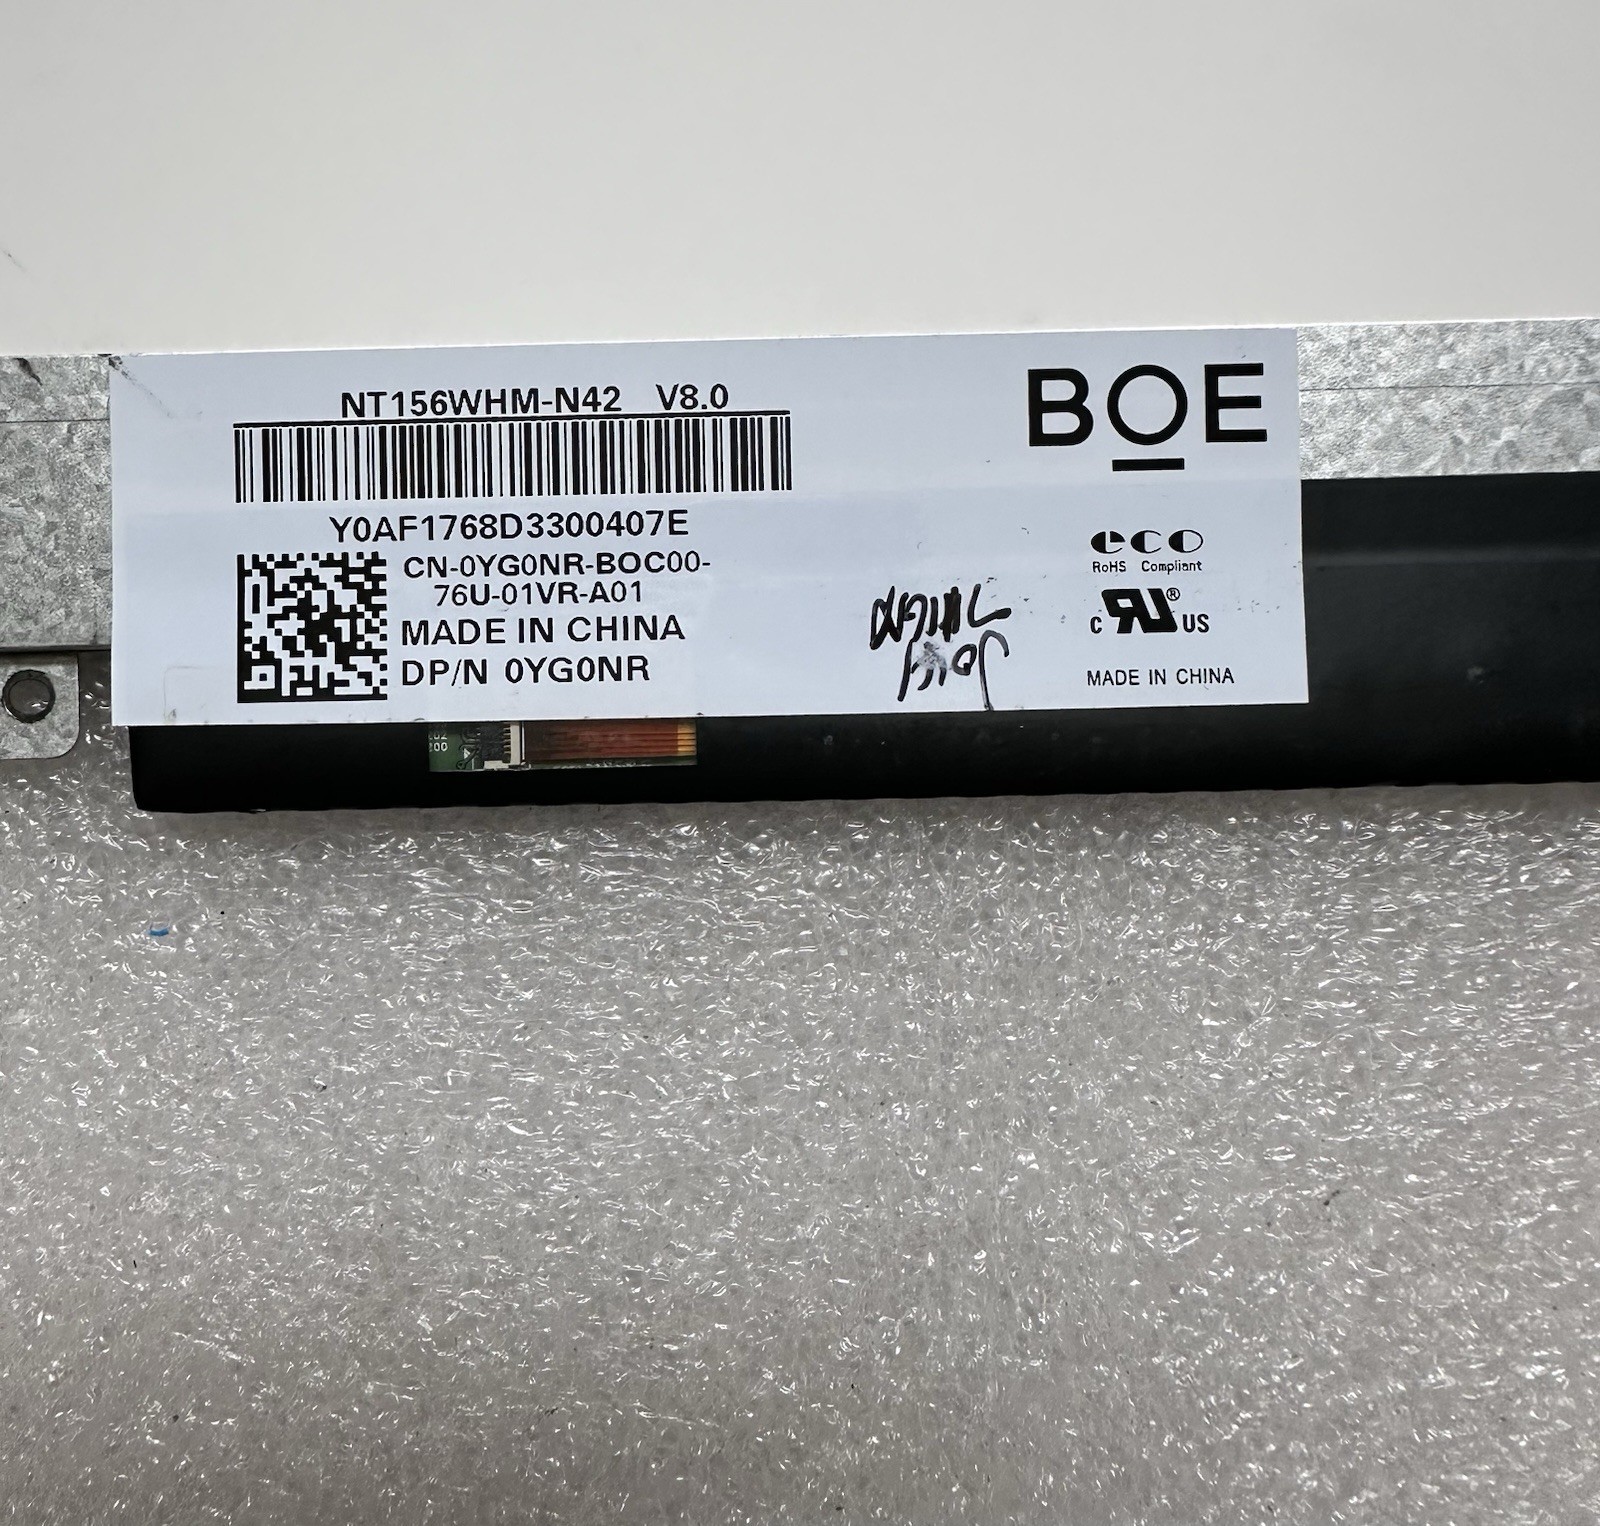 NT156WHM-N42 V8.0
BOE
Y0AF1768D3300407E
CN-0YG0NR-BOC00-
76U-01VR-A01
MADE IN CHINA
DP/N 0YG0NR
eco
RoHS Compliant
c RU® US
MADE IN CHINA